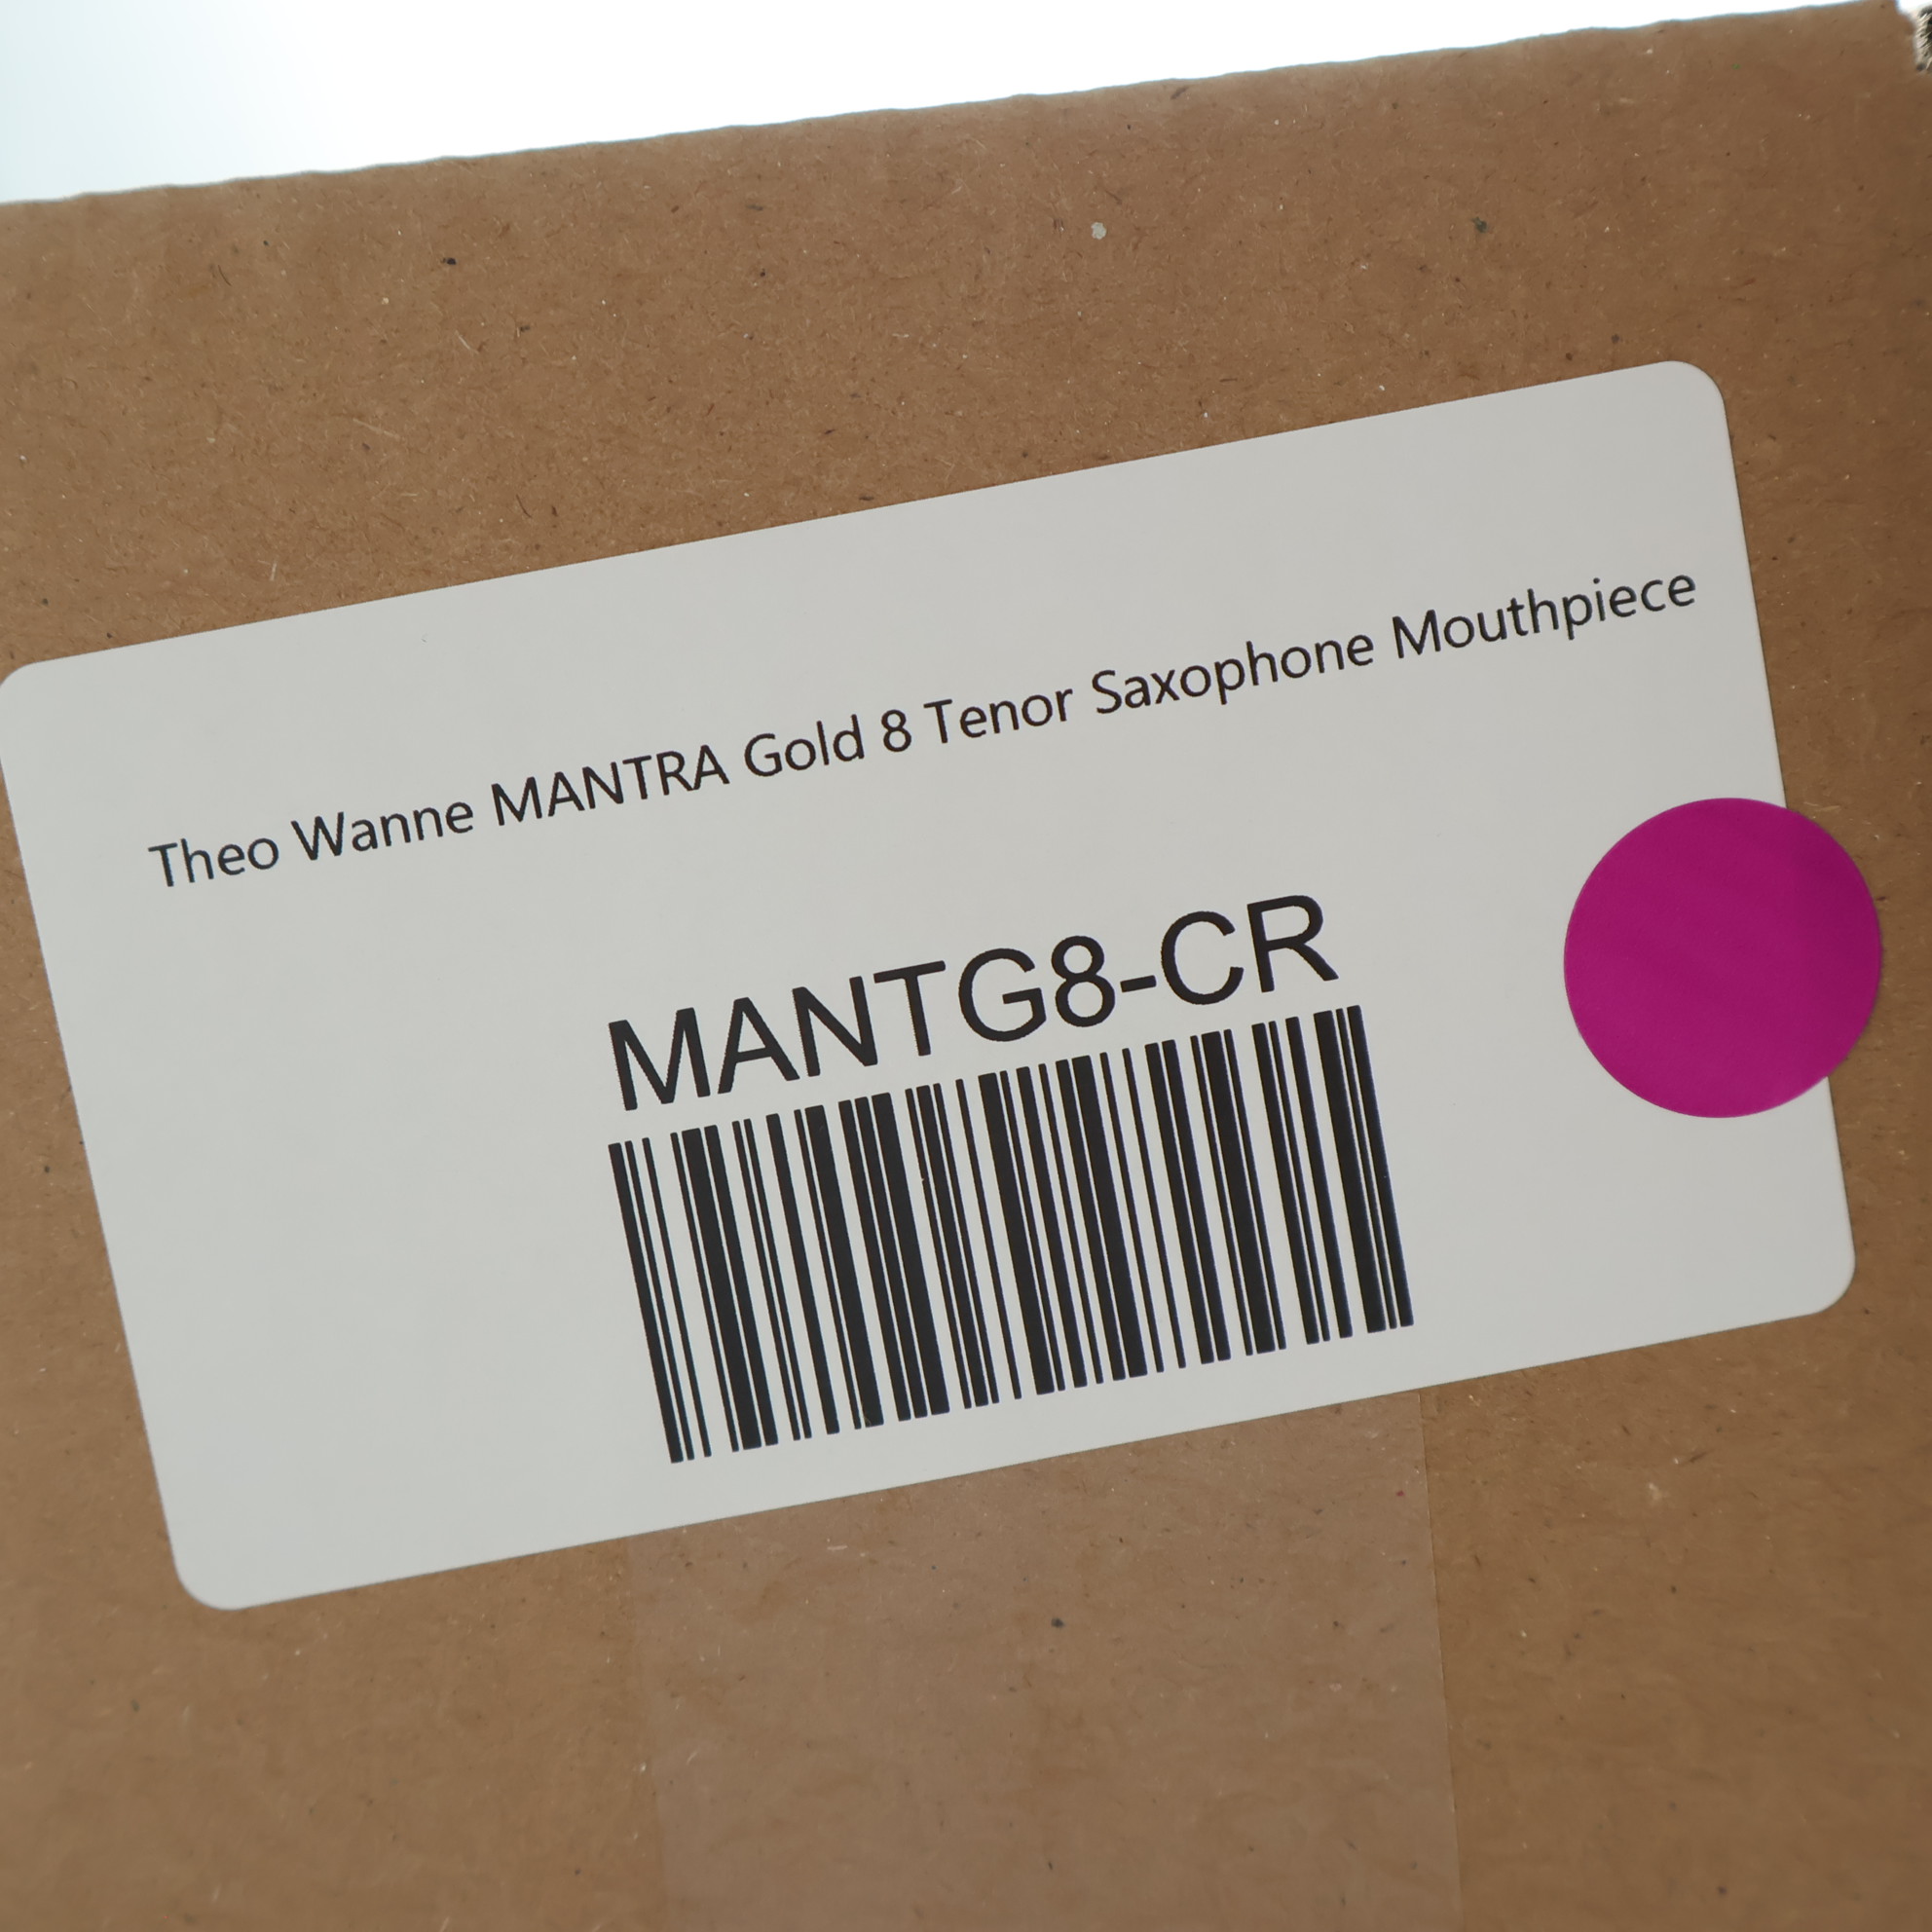 Theo Wanne MANTRA Gold 8 Tenor Saxophone Mouthpiece
MANTG8-CR